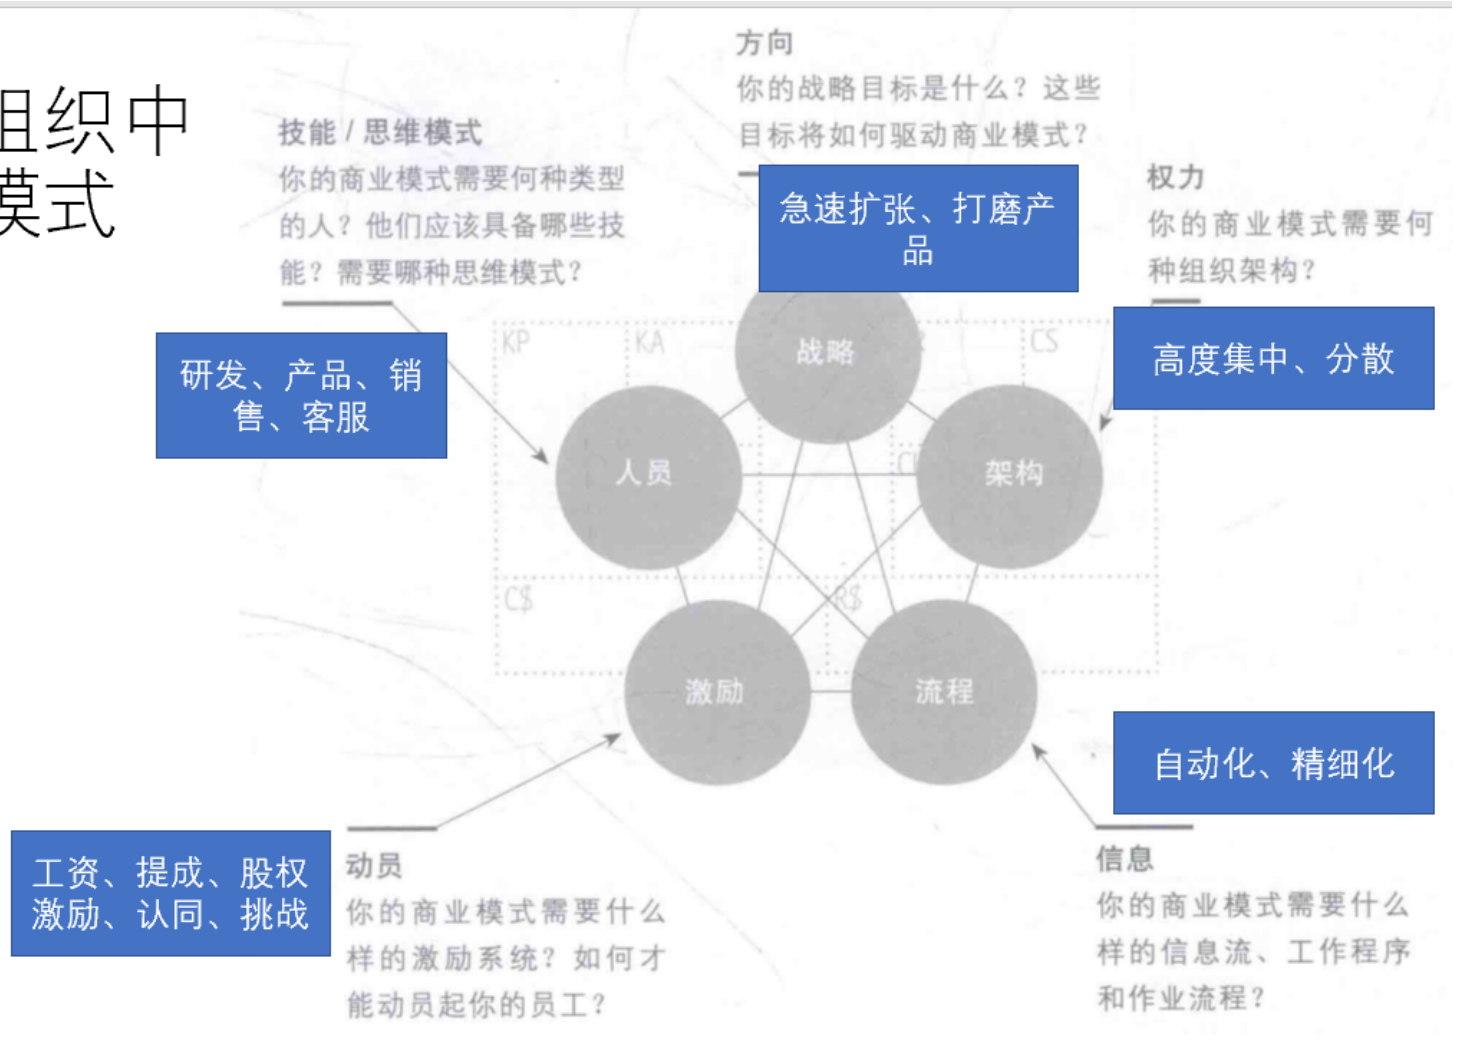 组织中
模式
方向
你的战略目标是什么？这些
目标将如何驱动商业模式？
急速扩张、打磨产
品
技能 / 思维模式
你的商业模式需要何种类型
的人？他们应该具备哪些技
能？需要哪种思维模式？
研发、产品、销
售、客服
权力
你的商业模式需要何
种组织架构？
高度集中、分散
KP
KA
CS
战略
人员
架构
C$
R$
激励
流程
自动化、精细化
工资、提成、股权
激励、认同、挑战
动员
你的商业模式需要什么
样的激励系统？如何才
能动员起你的员工？
信息
你的商业模式需要什么
样的信息流、工作程序
和作业流程？